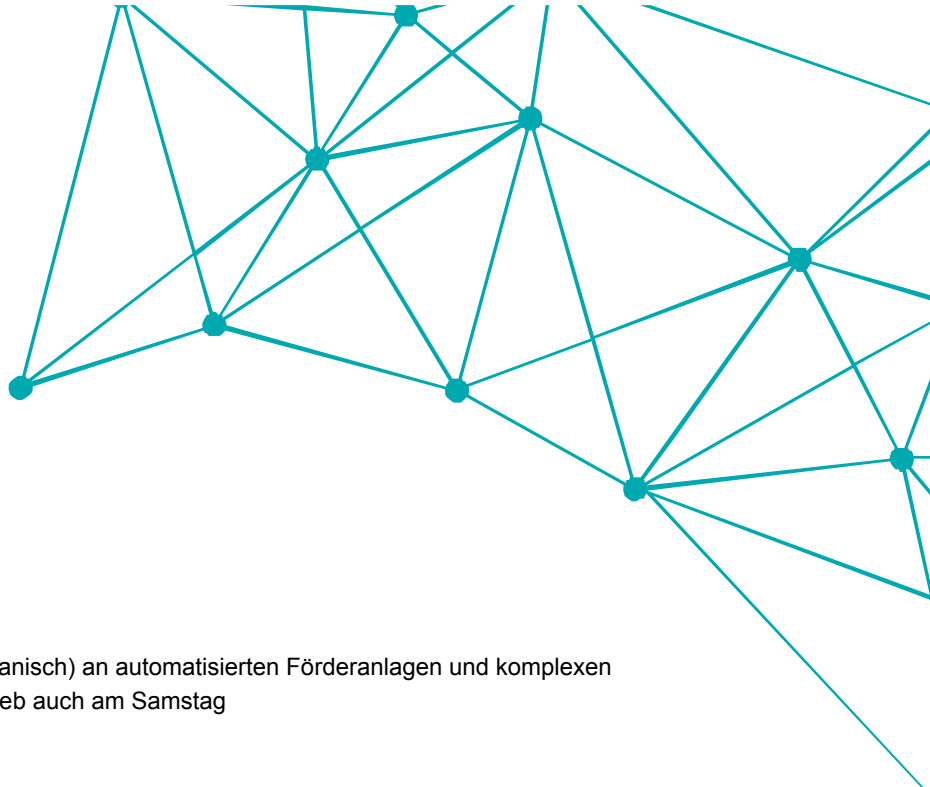 anisch) an automatisierten Förderanlagen und komplexen
eb auch am Samstag